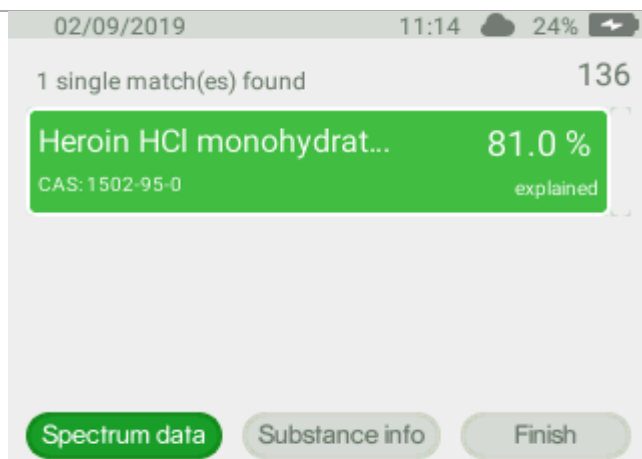 02/09/2019 11:14 24%
1 single match(es) found 136
Heroin HCl monohydrat... 81.0 %
CAS: 1502-95-0 explained
Spectrum data Substance info Finish